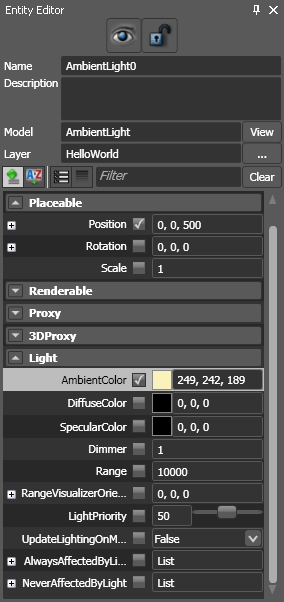 Entity Editor
Name AmbientLight0
Description
Model AmbientLight View
Layer HelloWorld ...
AZ Filter Clear
Placeable
Position 0, 0, 500
Rotation 0, 0, 0
Scale 1
Renderable
Proxy
3DProxy
Light
AmbientColor 249, 242, 189
DiffuseColor 0, 0, 0
SpecularColor 0, 0, 0
Dimmer 1
Range 10000
RangeVisualizerOrie... 0, 0, 0
LightPriority 50
UpdateLightingOnM... False
AlwaysAffectedByLi... List
NeverAffectedByLight List